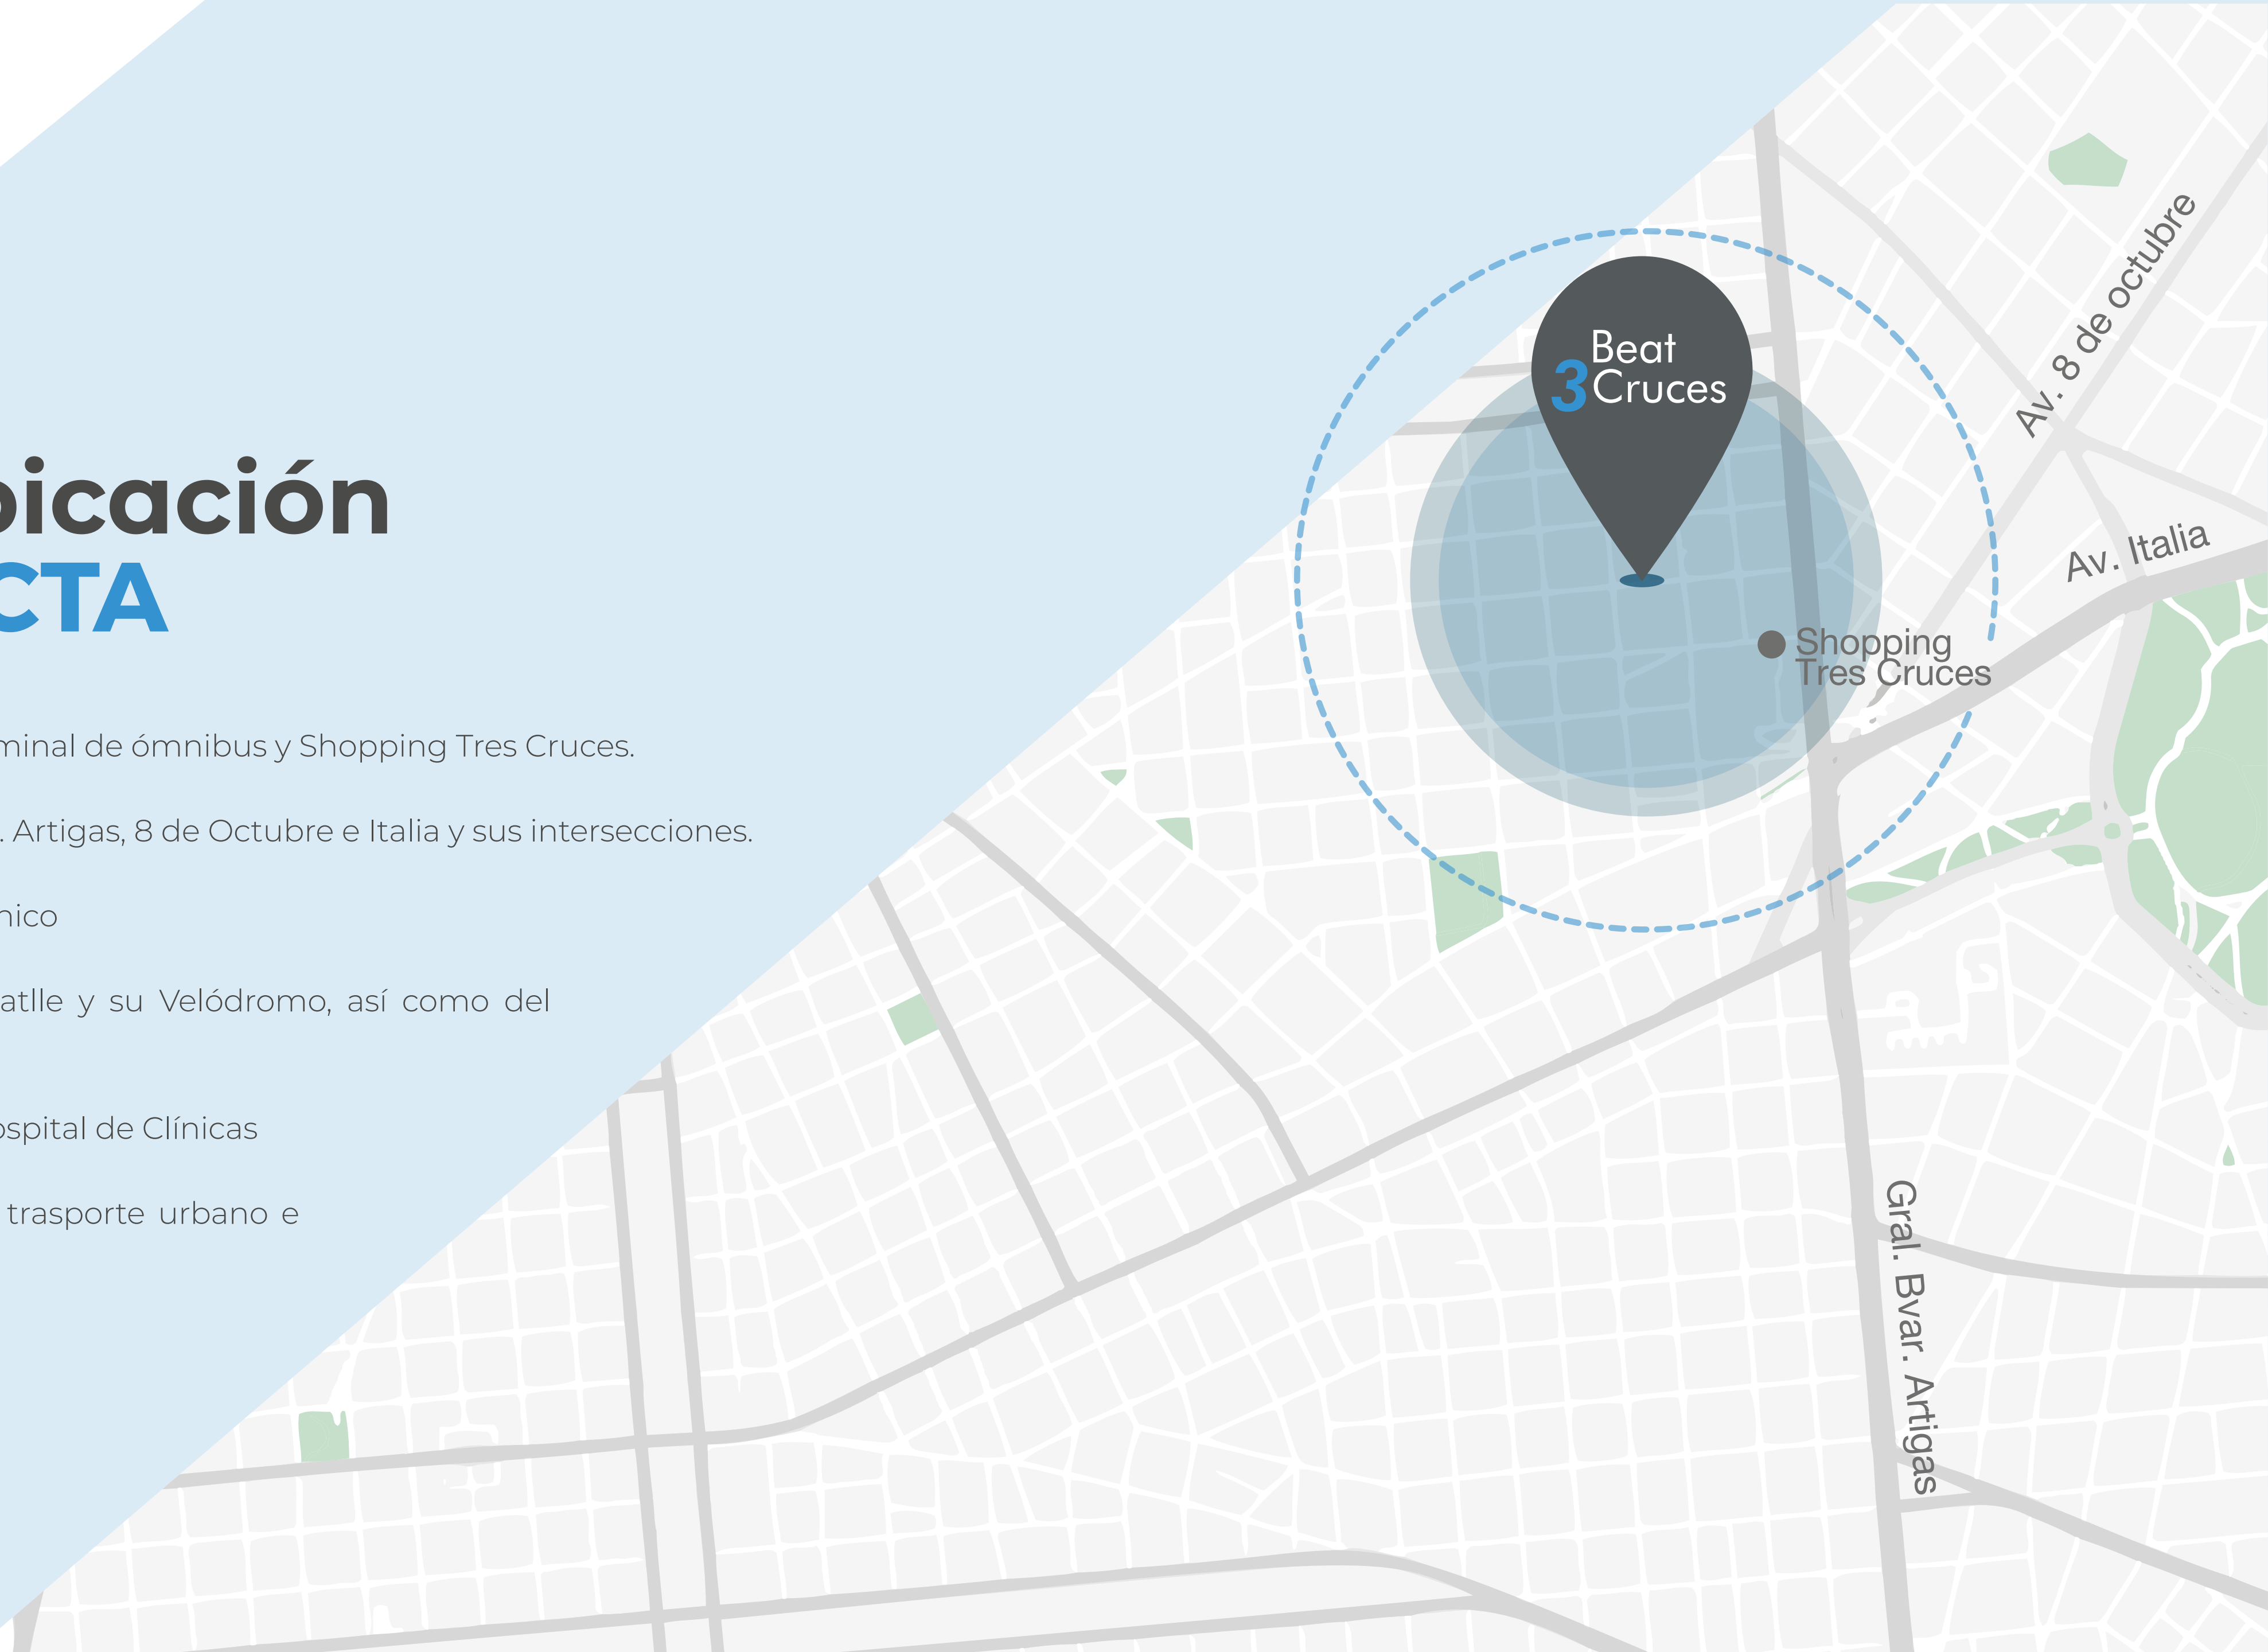 bicación
CTA
minal de ómnibus y Shopping Tres Cruces.
. Artigas, 8 de Octubre e Italia y sus intersecciones.
nico
atlle y su Velódromo, así como del
ospital de Clínicas
trasporte urbano e
Beat
3 Cruces
Shopping
Tres Cruces
Av. 8 de octubre
Av. Italia
Gral. Bvar. Artigas